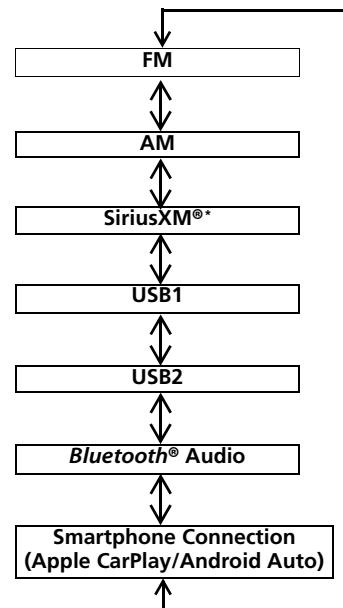 FM
AM
SiriusXM®*
USB1
USB2
Bluetooth® Audio
Smartphone Connection
(Apple CarPlay/Android Auto)